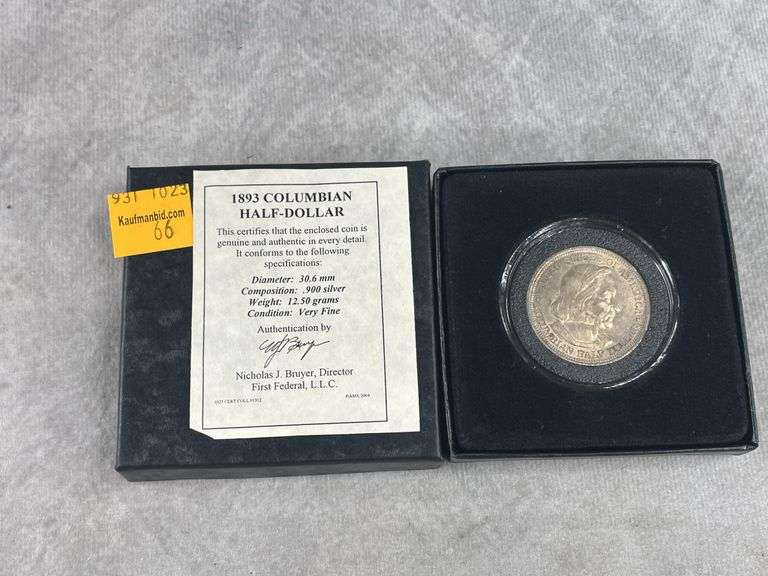 931 1023
Kaufmanbid.com
66
1893 COLUMBIAN
HALF-DOLLAR
This certifies that the enclosed coin is
genuine and authentic in every detail.
It conforms to the following
specifications:
Diameter: 30.6 mm
Composition: .900 silver
Weight: 12.50 grams
Condition: Very Fine
Authentication by
Nicholas J. Bruyer, Director
First Federal, L.L.C.
HALF